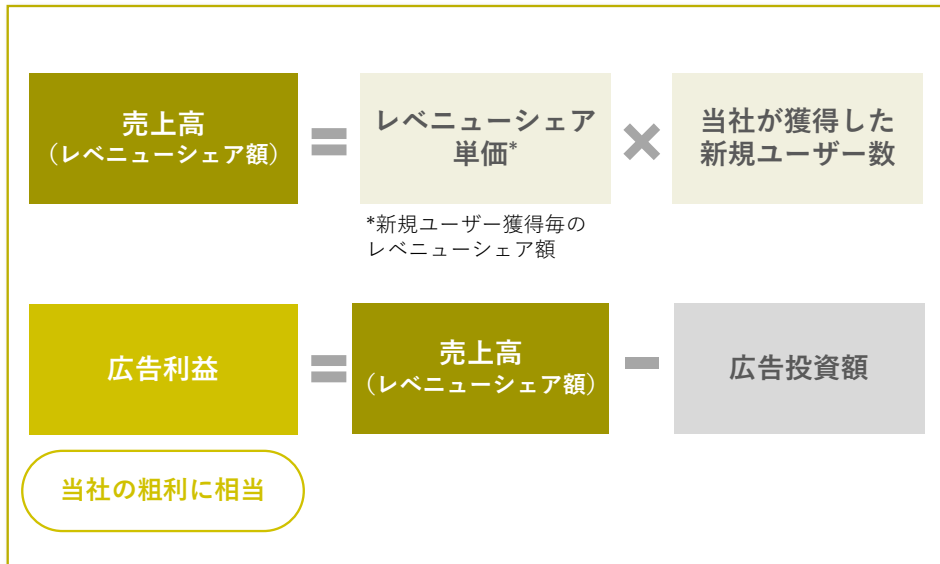 売上高
（レベニューシェア額）
=
レベニューシェア
単価*
×
当社が獲得した
新規ユーザー数
*新規ユーザー獲得毎の
レベニューシェア額
広告利益
=
売上高
（レベニューシェア額）
-
広告投資額
当社の粗利に相当